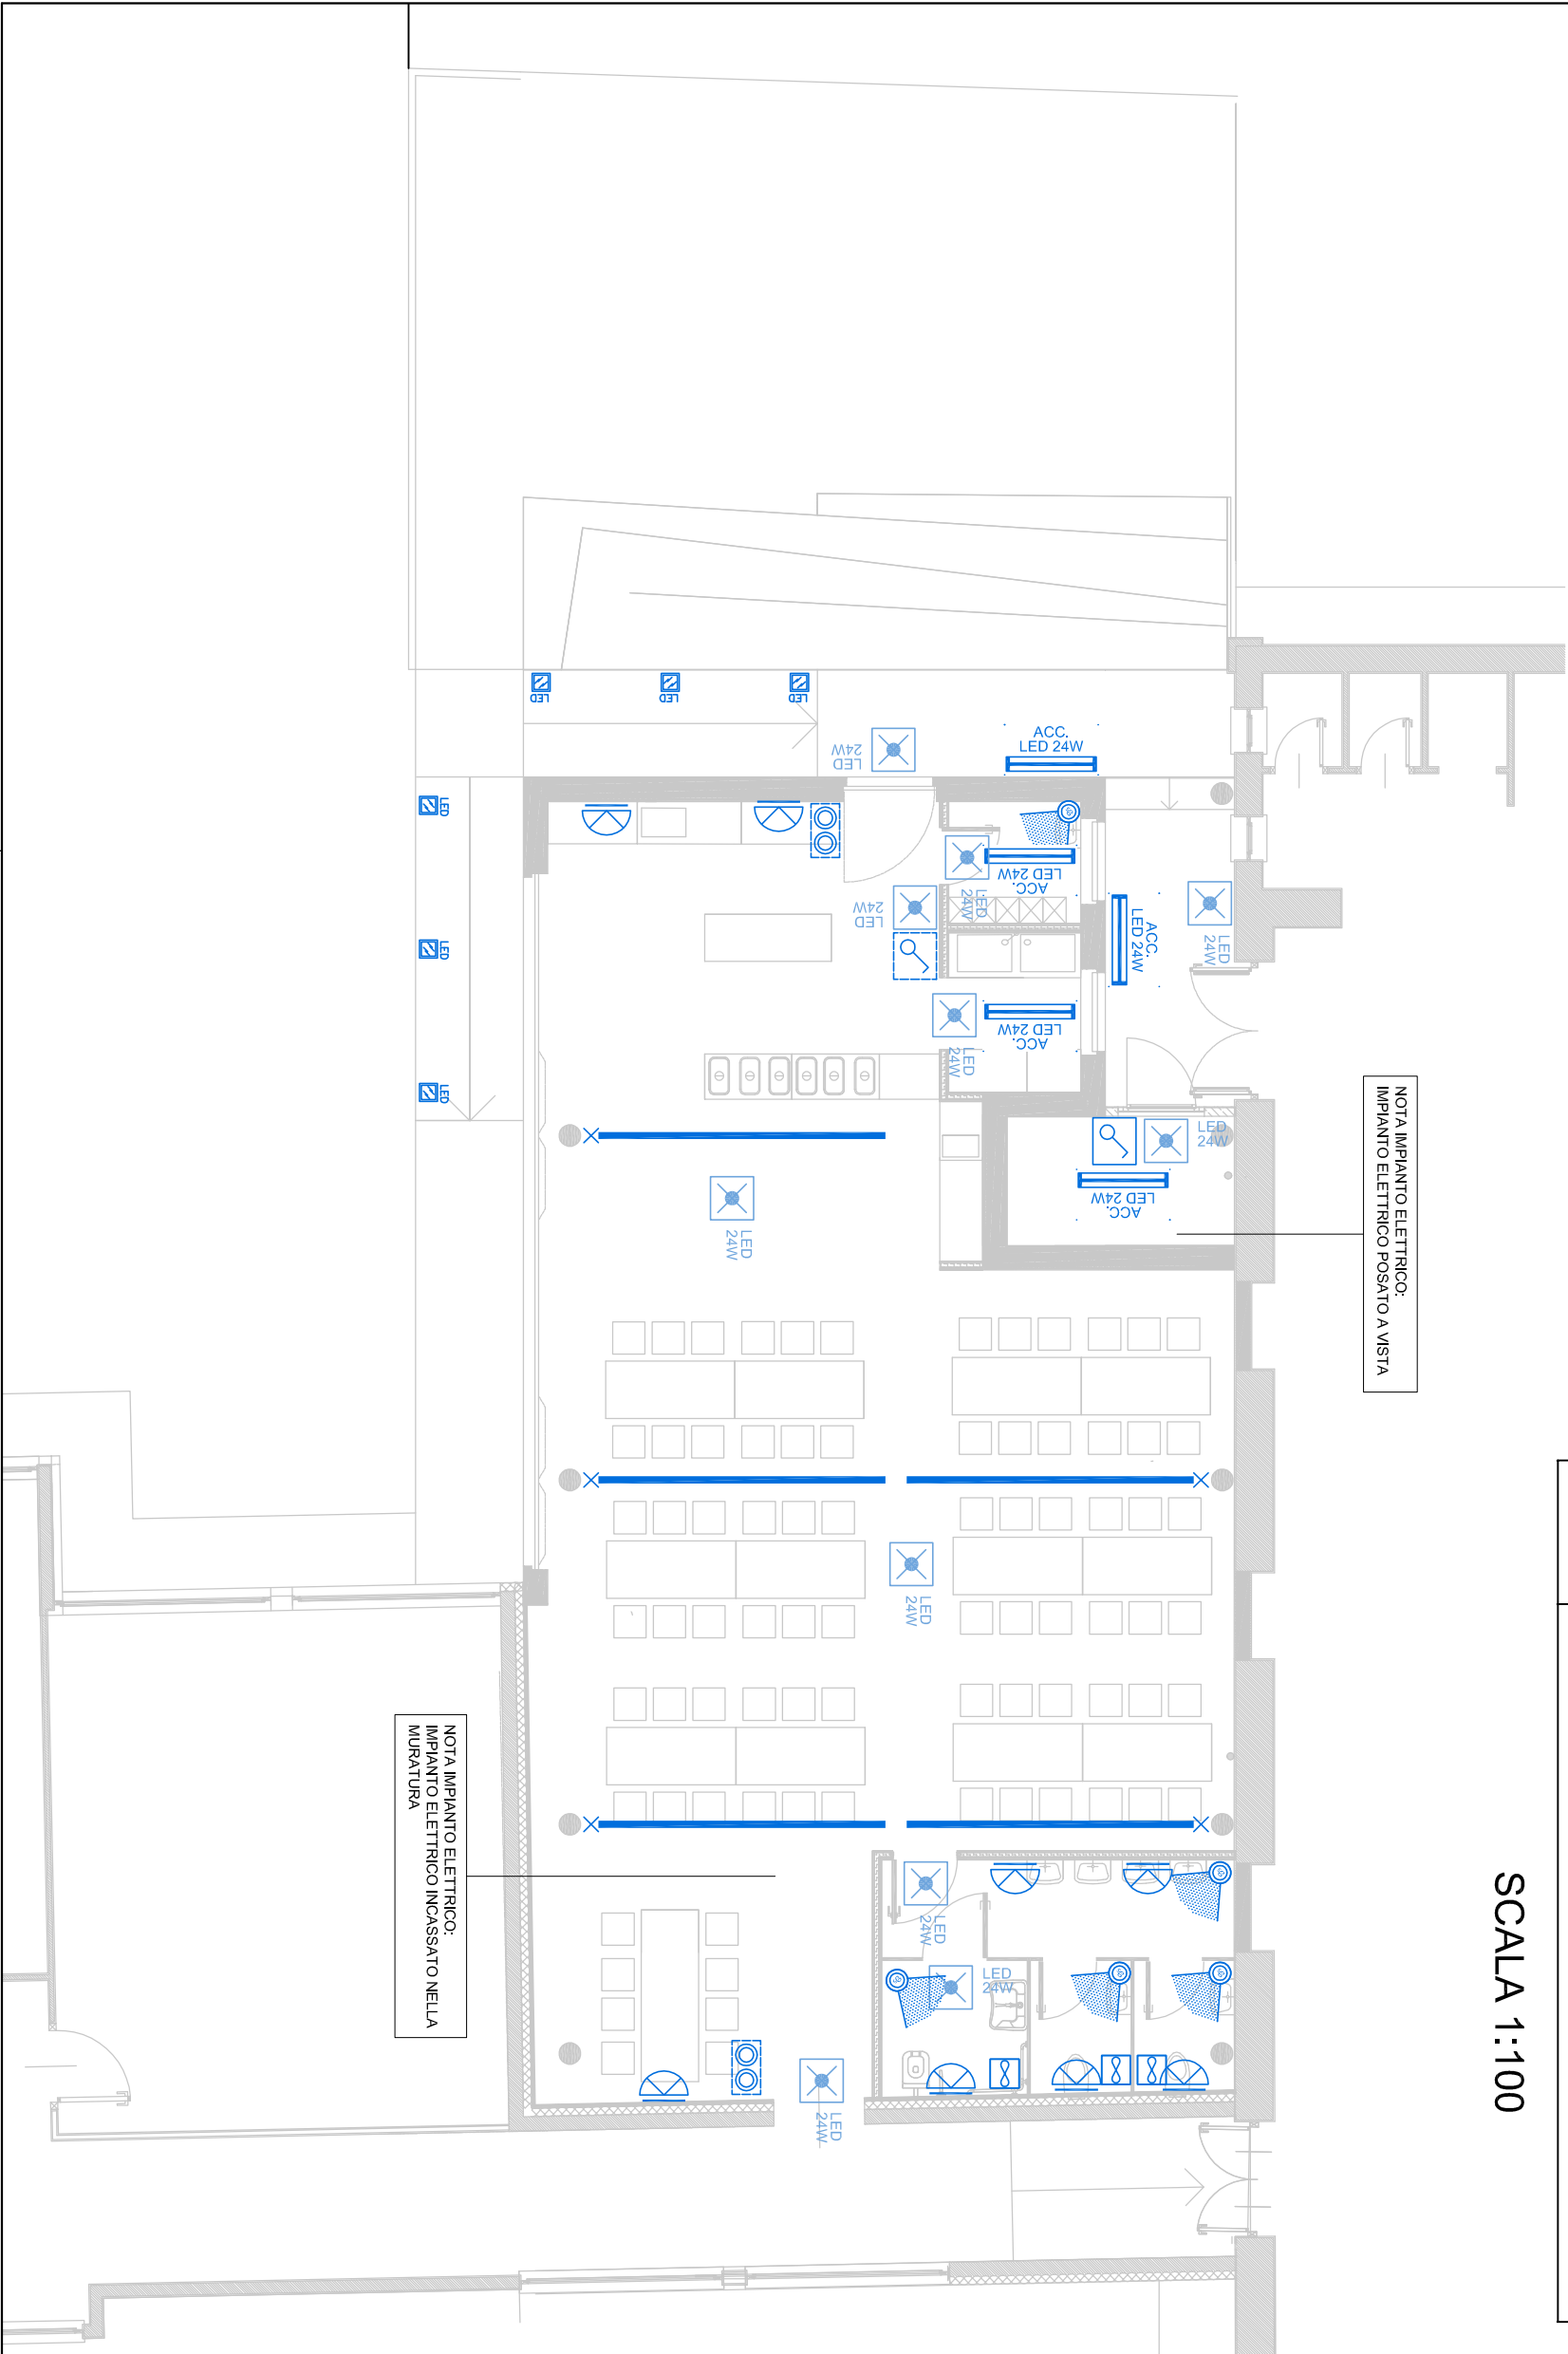 LED
LED
LED
LED
24W
ACC.
LED 24W
LED
LED
LED
ACC.
LED 24W
LED
24W
LED
24W
ACC.
LED 24W
LED
24W
ACC.
LED 24W
LED
24W
LED
24W
ACC.
LED 24W
LED
24W
NOTA IMPIANTO ELETTRICO:
IMPIANTO ELETTRICO POSATO A VISTA
LED
24W
NOTA IMPIANTO ELETTRICO:
IMPIANTO ELETTRICO INCASSATO NELLA
MURATURA
LED
24W
LED
24W
LED
24W
SCALA 1:100